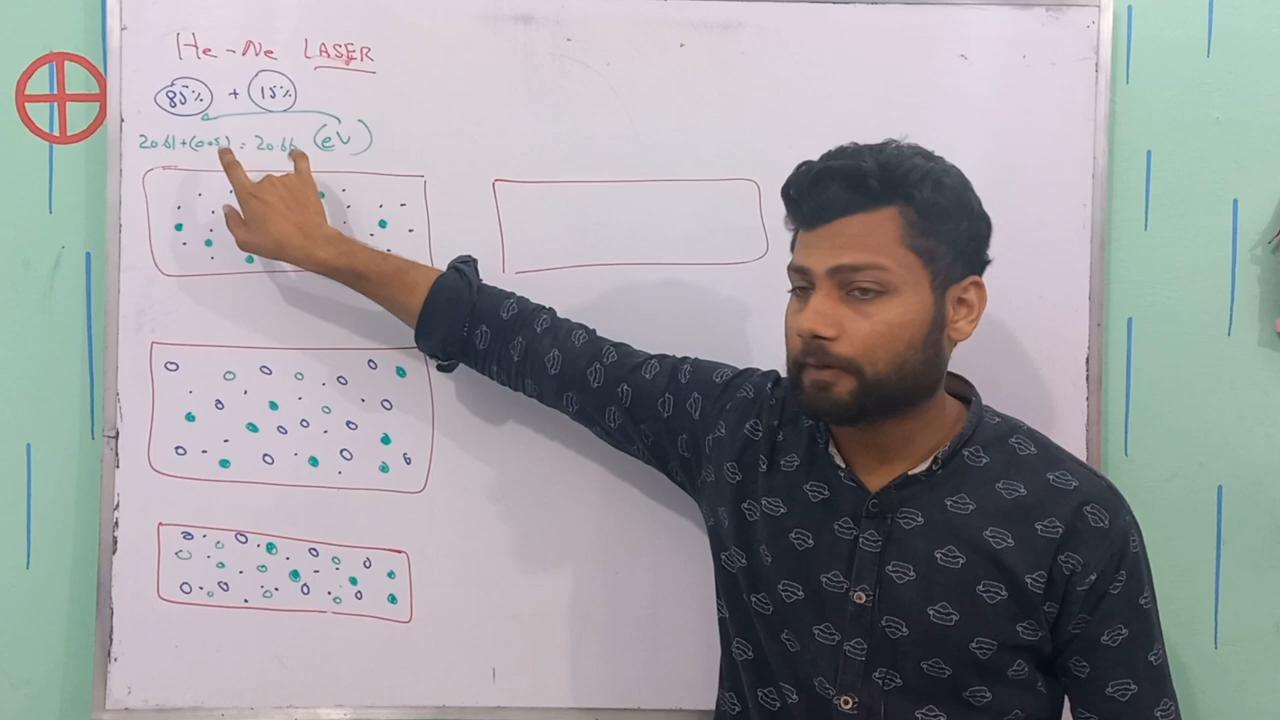 He-Ne LASER
85% + 15%
20.61+(0.05) = 20.66 (eV)